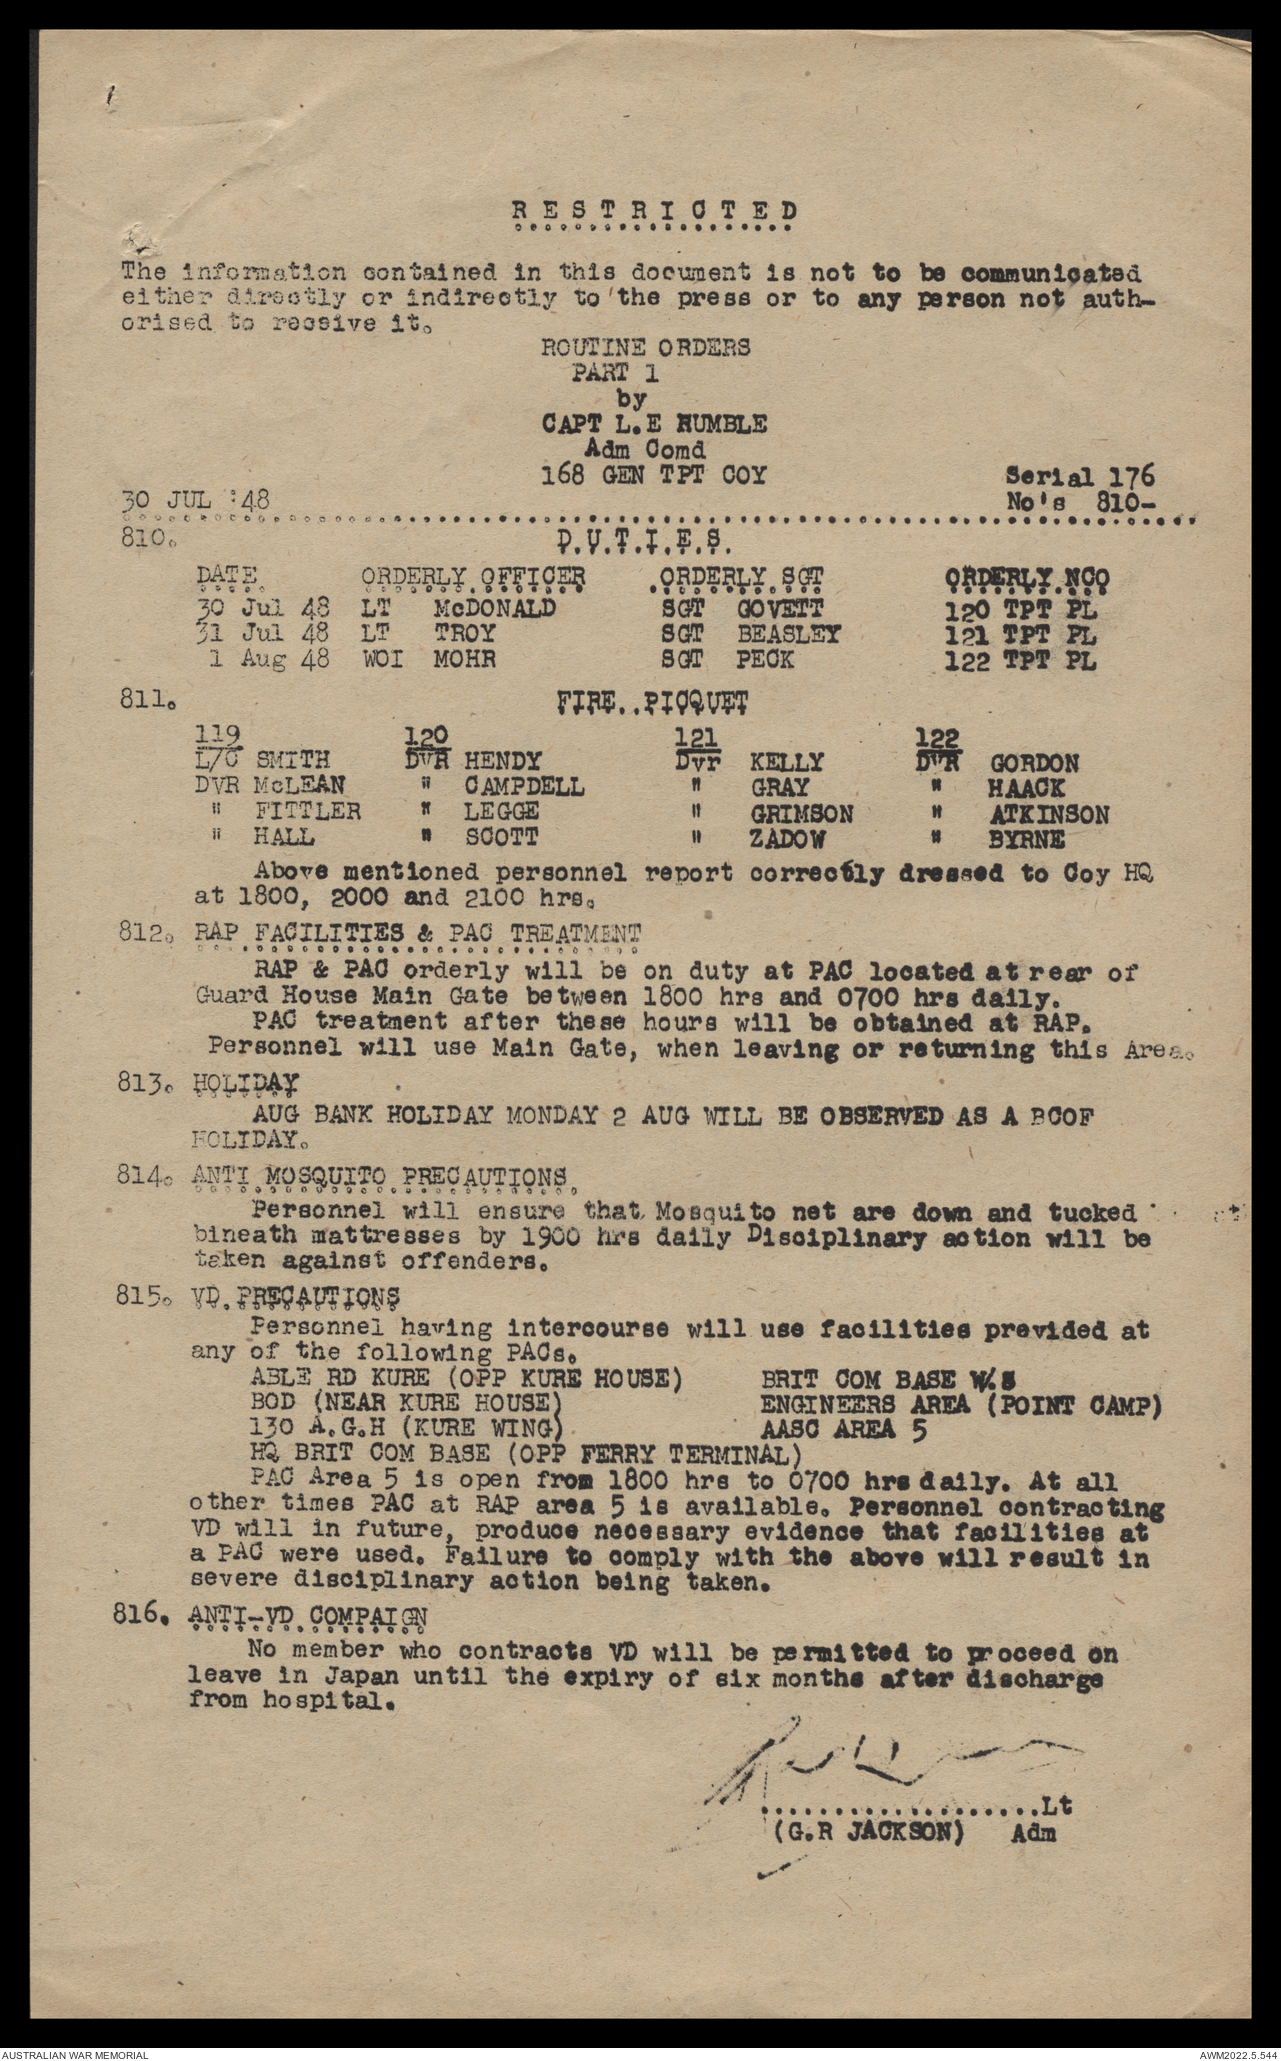 1
R E S T R I C T E D
The information contained in this document is not to be communicated
either directly or indirectly to the press or to any person not auth-
orised to receive it.
ROUTINE ORDERS
PART 1
by
CAPT L.E HUMBLE
Adm Comd
168 GEN TPT COY Serial 176
30 JUL '48 No's 810-
810. D.U.T.I.E.S.
DATE ORDERLY OFFICER ORDERLY SGT ORDERLY NCO
30 Jul 48 LT McDONALD SGT GOVETT 120 TPT PL
31 Jul 48 LT TROY SGT BEASLEY 121 TPT PL
1 Aug 48 WOI MOHR SGT PECK 122 TPT PL
811. FIRE..PICQUET
119 120 121 122
L/C SMITH DVR HENDY Dvr KELLY DVR GORDON
DVR McLEAN " CAMPDELL " GRAY " HAACK
" FITTLER " LEGGE " GRIMSON " ATKINSON
" HALL " SCOTT " ZADOW " BYRNE
Above mentioned personnel report correctly dressed to Coy HQ
at 1800, 2000 and 2100 hrs.
812. RAP FACILITIES & PAC TREATMENT
RAP & PAC orderly will be on duty at PAC located at rear of
Guard House Main Gate between 1800 hrs and 0700 hrs daily.
PAC treatment after these hours will be obtained at RAP.
Personnel will use Main Gate, when leaving or returning this Area.
813. HOLIDAY
AUG BANK HOLIDAY MONDAY 2 AUG WILL BE OBSERVED AS A BCOF
HOLIDAY.
814. ANTI MOSQUITO PRECAUTIONS
Personnel will ensure that Mosquito net are down and tucked
bineath mattresses by 1900 hrs daily Disciplinary action will be
taken against offenders.
815. VD PRECAUTIONS
Personnel having intercourse will use facilities previded at
any of the following PACs.
ABLE RD KURE (OPP KURE HOUSE) BRIT COM BASE W/S
BOD (NEAR KURE HOUSE) ENGINEERS AREA (POINT CAMP)
130 A.G.H (KURE WING) AASC AREA 5
HQ BRIT COM BASE (OPP FERRY TERMINAL)
PAC Area 5 is open from 1800 hrs to 0700 hrs daily. At all
other times PAC at RAP area 5 is available. Personnel contracting
VD will in future, produce necessary evidence that facilities at
a PAC were used. Failure to comply with the above will result in
severe disciplinary action being taken.
816. ANTI-VD COMPAIGN
No member who contracts VD will be permitted to proceed on
leave in Japan until the expiry of six months after discharge
from hospital.
....................Lt
(G.R JACKSON) Adm
AUSTRALIAN WAR MEMORIAL AWM2022.5.544